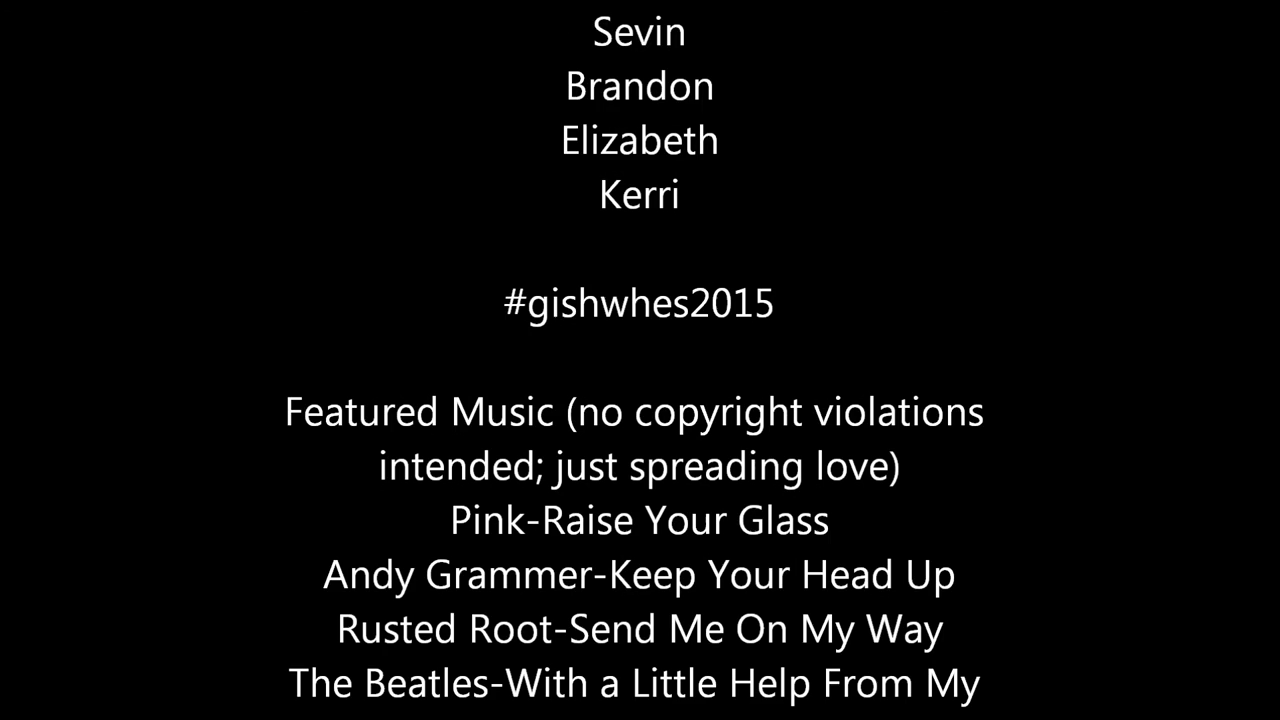 Sevin
Brandon
Elizabeth
Kerri
#gishwhes2015
Featured Music (no copyright violations
intended; just spreading love)
Pink-Raise Your Glass
Andy Grammer-Keep Your Head Up
Rusted Root-Send Me On My Way
The Beatles-With a Little Help From My